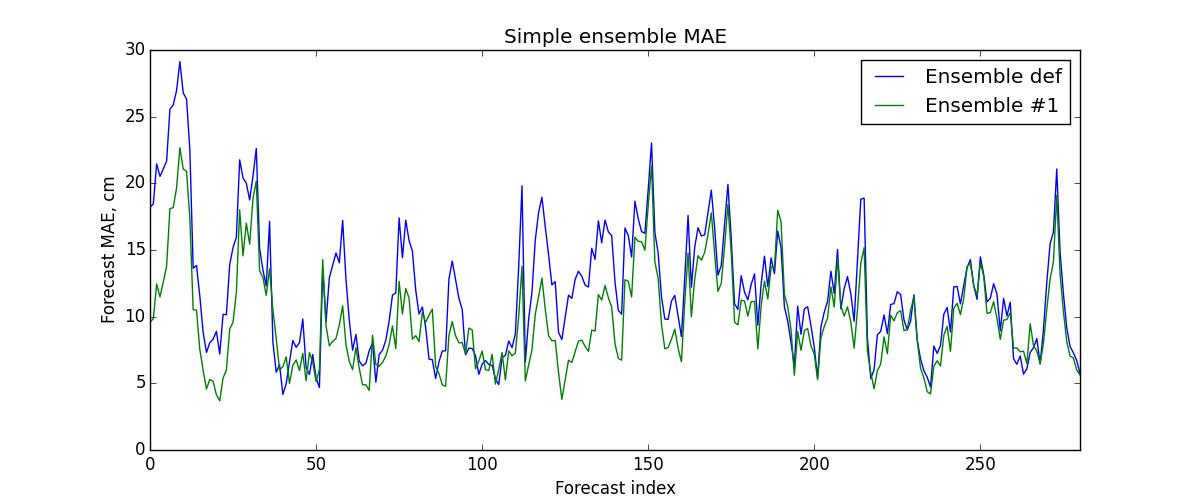 Simple ensemble MAE
Ensemble def
Ensemble #1
Forecast MAE, cm
30
25
20
15
10
5
0
0 50 100 150 200 250
Forecast index